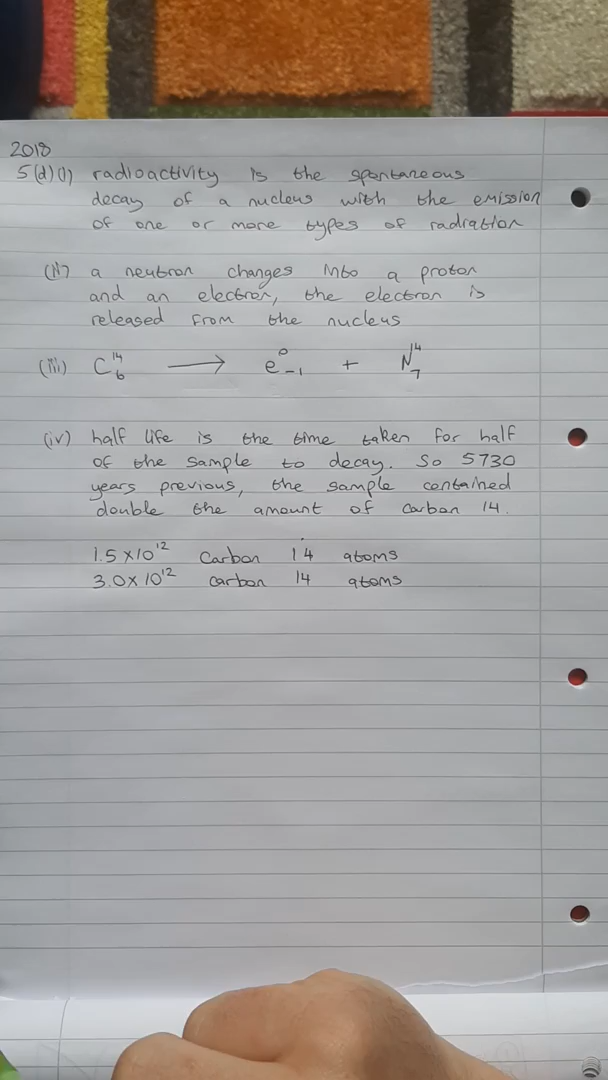 2018
5(d)(i) radioactivity is the spontaneous
decay of a nucleus with the emission
of one or more types of radiation
(ii) a neutron changes into a proton
and an electron, the electron is
released from the nucleus
(iii) C¹⁴₆ → e⁰₋₁ + N¹⁴₇
(iv) half life is the time taken for half
of the sample to decay. So 5730
years previous, the sample contained
double the amount of carbon 14.
1.5 x 10¹² Carbon 14 atoms
3.0 x 10¹² carbon 14 atoms